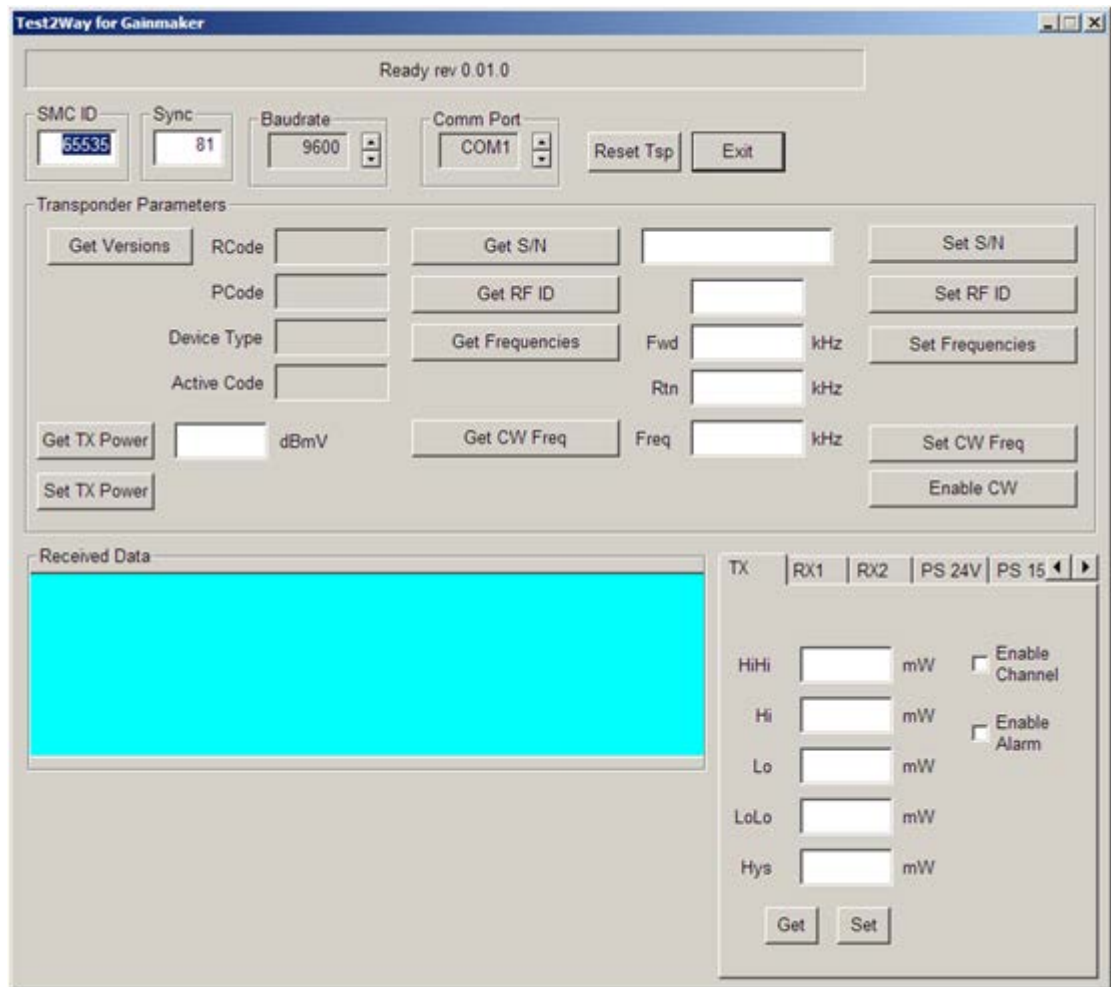 Test2Way for Gainmaker
Ready rev 0.01.0
SMC ID Sync Baudrate Comm Port
65535 81 9600 COM1 Reset Tsp Exit
Transponder Parameters
Get Versions RCode Get S/N Set S/N
PCode Get RF ID Set RF ID
Device Type Get Frequencies Fwd kHz Set Frequencies
Active Code Rtn kHz
Get TX Power dBmV Get CW Freq Freq kHz Set CW Freq
Set TX Power Enable CW
Received Data
TX RX1 RX2 PS 24V PS 15
HiHi mW Enable
Channel
Hi mW Enable
Alarm
Lo mW
LoLo mW
Hys mW
Get Set